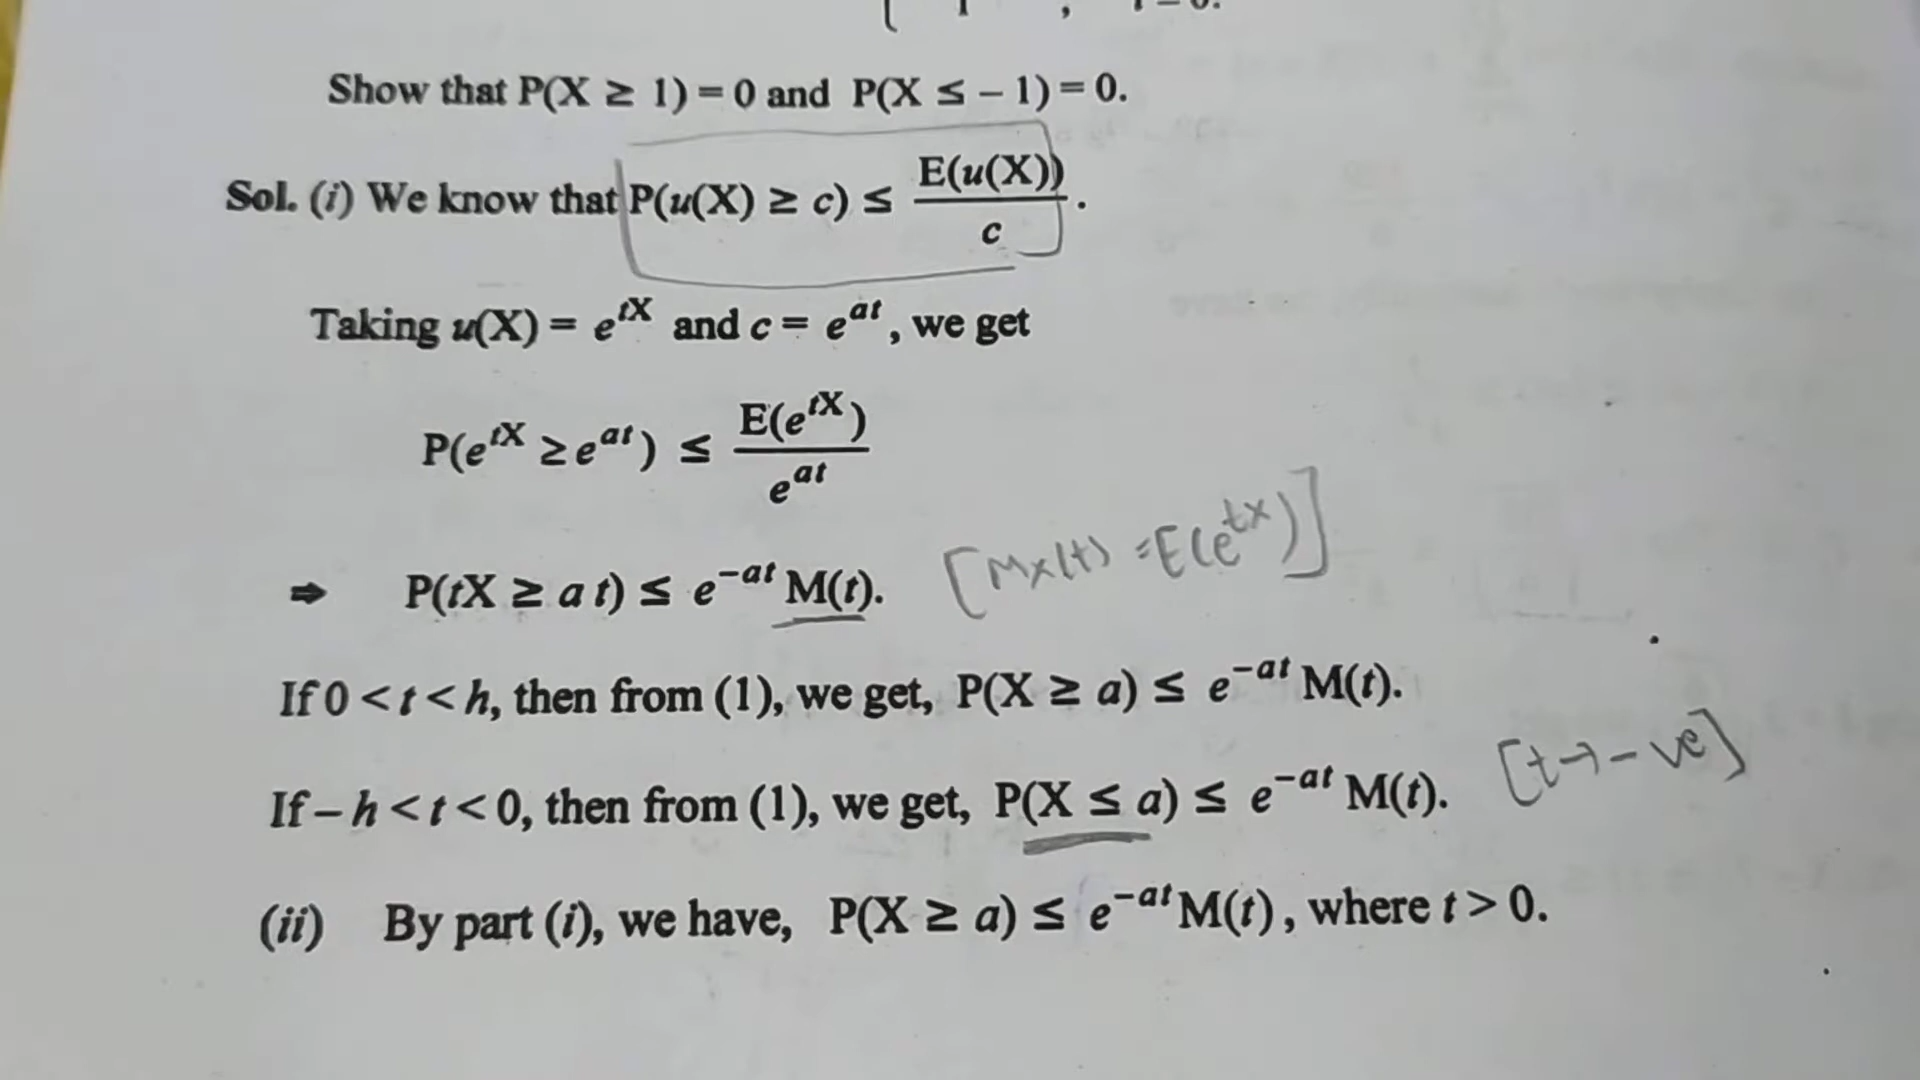 Show that P(X ≥ 1) = 0 and P(X ≤ – 1) = 0.
Sol. (i) We know that P(u(X) ≥ c) ≤ E(u(X)) / c .
Taking u(X) = e^{tX} and c = e^{at} , we get
P(e^{tX} ≥ e^{at}) ≤ E(e^{tX}) / e^{at}
⇒ P(tX ≥ a t) ≤ e^{–at} M(t). [Mx(t) = E(e^{tx})]
If 0 < t < h, then from (1), we get, P(X ≥ a) ≤ e^{–at} M(t).
If – h < t < 0, then from (1), we get, P(X ≤ a) ≤ e^{–at} M(t). [t → – ve]
(ii) By part (i), we have, P(X ≥ a) ≤ e^{–at} M(t) , where t > 0.